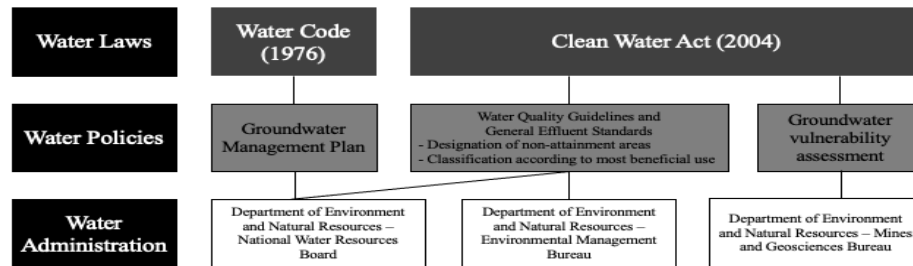 Water Laws
Water Code
(1976)
Clean Water Act (2004)
Water Policies
Groundwater
Management Plan
Water Quality Guidelines and
General Effluent Standards
- Designation of non-attainment areas
- Classification according to most beneficial use
Groundwater
vulnerability
assessment
Water
Administration
Department of Environment
and Natural Resources –
National Water Resources
Board
Department of Environment
and Natural Resources –
Environmental Management
Bureau
Department of Environment
and Natural Resources – Mines
and Geosciences Bureau